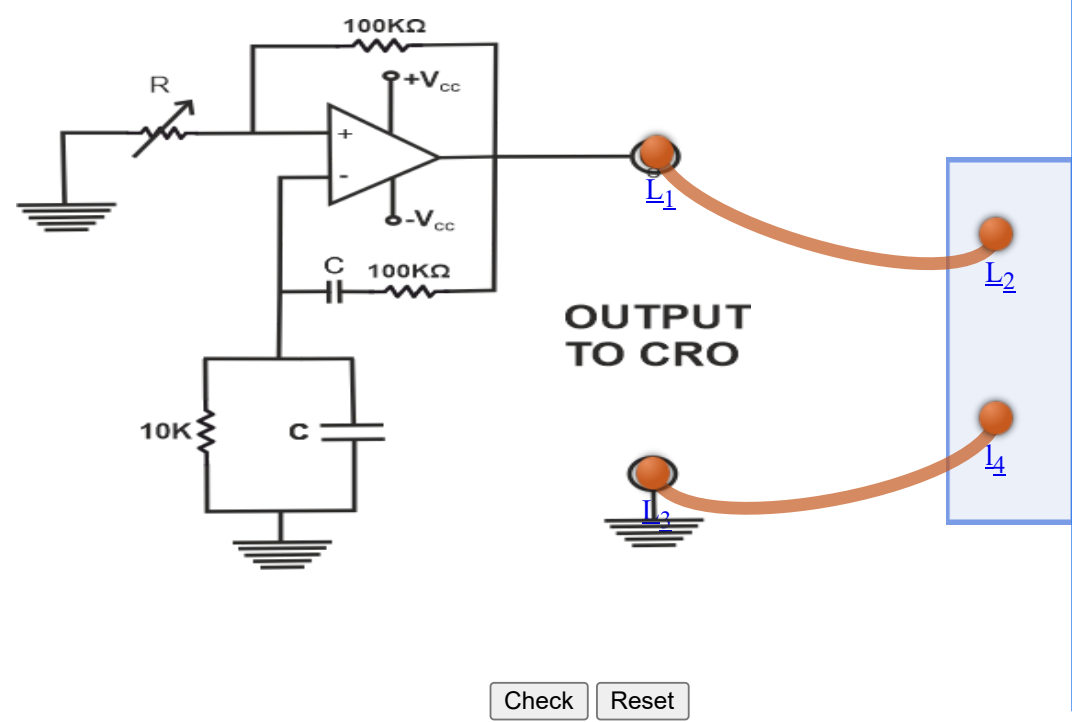 100KΩ
R
+Vcc
+
-
-Vcc
L1
C
100KΩ
L2
OUTPUT
TO CRO
10K
C
l4
L3
Check
Reset